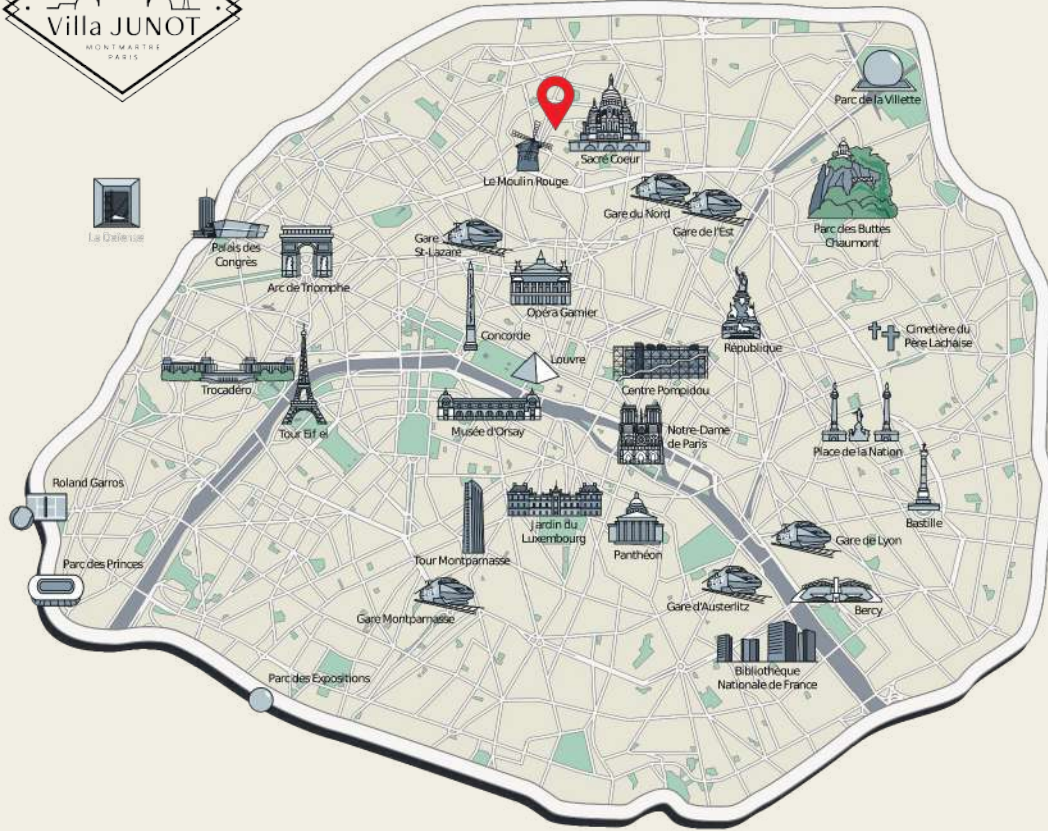 Villa JUNOT
MONTMARTRE
PARIS
Parc de la Villette
Sacré Coeur
Le Moulin Rouge
Gare du Nord
Gare de l'Est
Parc des Buttes
Chaumont
La Défense
Palais des
Congrès
Gare
St-Lazare
Arc de Triomphe
Opéra Garnier
Concorde
République
Cimetière du
Père Lachaise
Louvre
Trocadéro
Centre Pompidou
Tour Eif el
Musée d'Orsay
Notre-Dame
de Paris
Place de la Nation
Roland Garros
Bastille
Jardin du
Luxembourg
Panthéon
Gare de Lyon
Tour Montparnasse
Parc des Princes
Gare d'Austerlitz
Bercy
Gare Montparnasse
Bibliothèque
Nationale de France
Parc des Expositions